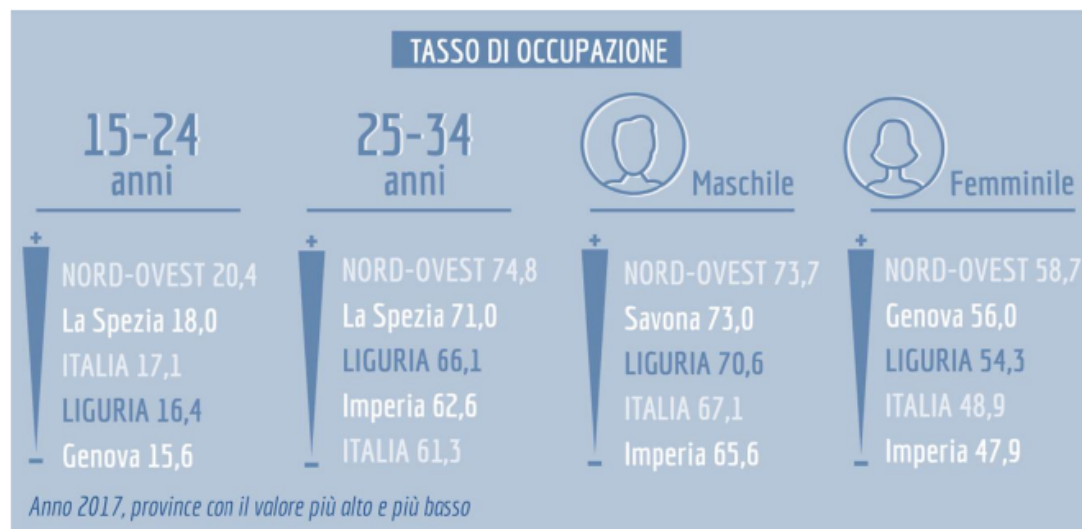 TASSO DI OCCUPAZIONE
15-24
anni
+
NORD-OVEST 20,4
La Spezia 18,0
ITALIA 17,1
LIGURIA 16,4
Genova 15,6
-
25-34
anni
+
NORD-OVEST 74,8
La Spezia 71,0
LIGURIA 66,1
Imperia 62,6
ITALIA 61,3
-
Maschile
+
NORD-OVEST 73,7
Savona 73,0
LIGURIA 70,6
ITALIA 67,1
Imperia 65,6
-
Femminile
+
NORD-OVEST 58,7
Genova 56,0
LIGURIA 54,3
ITALIA 48,9
Imperia 47,9
-
Anno 2017, province con il valore più alto e più basso